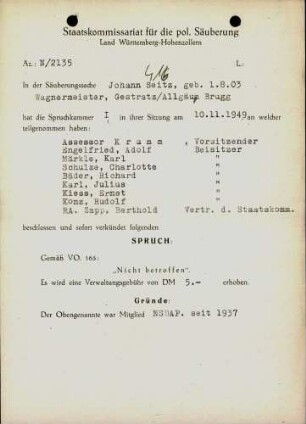 Staatskommissariat für die pol. Säuberung
Land Württemberg-Hohenzollern
Az.: N/2135 L:
4/6
In der Säuberungssache Johann Seitz, geb. 1.8.03
Wagnermeister, Gestratz/Allgäu, Brugg
hat die Spruchkammer I in ihrer Sitzung am 10.11.1949 an welcher
teilgenommen haben:
Assessor K r u m m , Vorsitzender
Engelfried, Adolf Beisitzer
Märkle, Karl "
Schulze, Charlotte "
Bäder, Richard "
Karl, Julius "
Kiess, Ernst "
Konz, Rudolf "
RA. Zapp, Berthold Vertr. d. Staatskomm.
beschlossen und sofort verkündet folgenden
SPRUCH:
Gemäß VO. 165:
„Nicht betroffen".
Es wird eine Verwaltungsgebühr von DM 5.- erhoben.
Gründe:
Der Obengenannte war Mitglied NSDAP. seit 1937